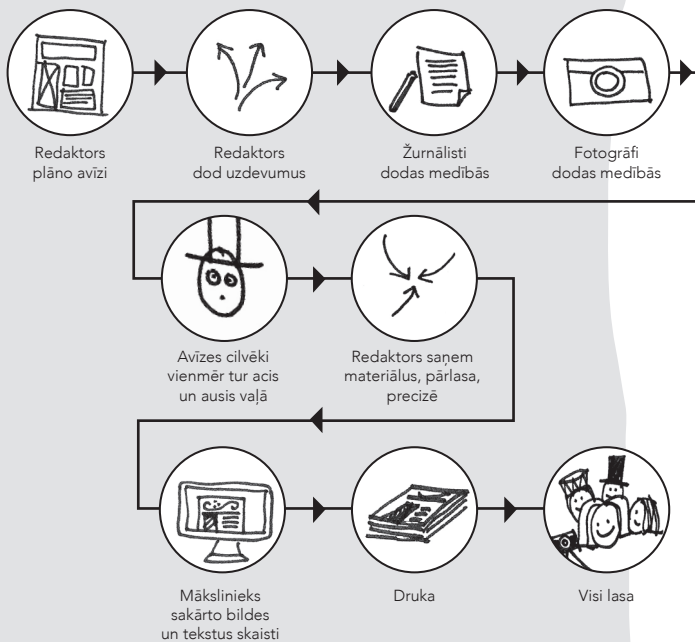 Redaktors
plāno avīzi
Redaktors
dod uzdevumus
Žurnālisti
dodas medībās
Fotogrāfi
dodas medībās
Avīzes cilvēki
vienmēr tur acis
un ausis vaļā
Redaktors saņem
materiālus, pārlasa,
precizē
Mākslinieks
sakārto bildes
un tekstus skaisti
Druka
Visi lasa